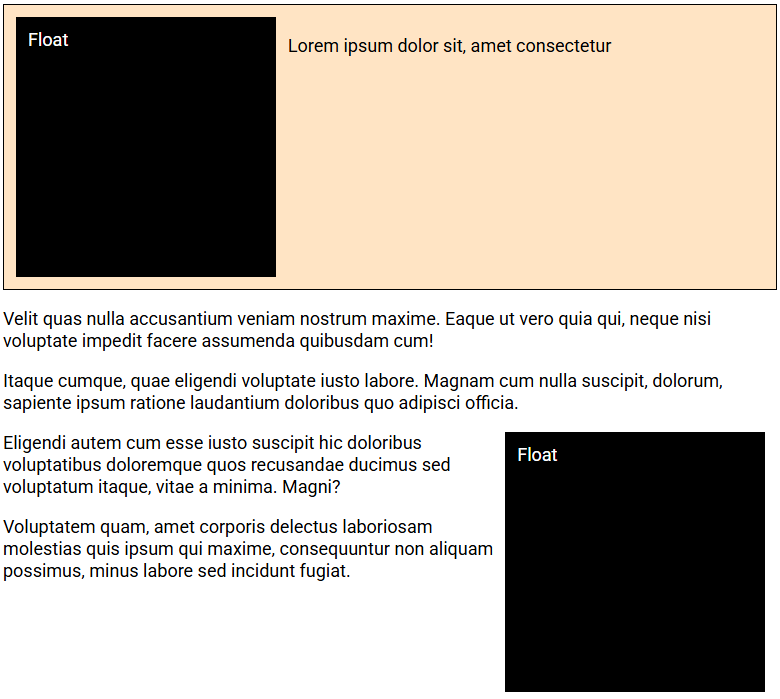 Float
Lorem ipsum dolor sit, amet consectetur
Velit quas nulla accusantium veniam nostrum maxime. Eaque ut vero quia qui, neque nisi
voluptate impedit facere assumenda quibusdam cum!
Itaque cumque, quae eligendi voluptate iusto labore. Magnam cum nulla suscipit, dolorum,
sapiente ipsum ratione laudantium doloribus quo adipisci officia.
Eligendi autem cum esse iusto suscipit hic doloribus
voluptatibus doloremque quos recusandae ducimus sed
voluptatum itaque, vitae a minima. Magni?
Float
Voluptatem quam, amet corporis delectus laboriosam
molestias quis ipsum qui maxime, consequuntur non aliquam
possimus, minus labore sed incidunt fugiat.